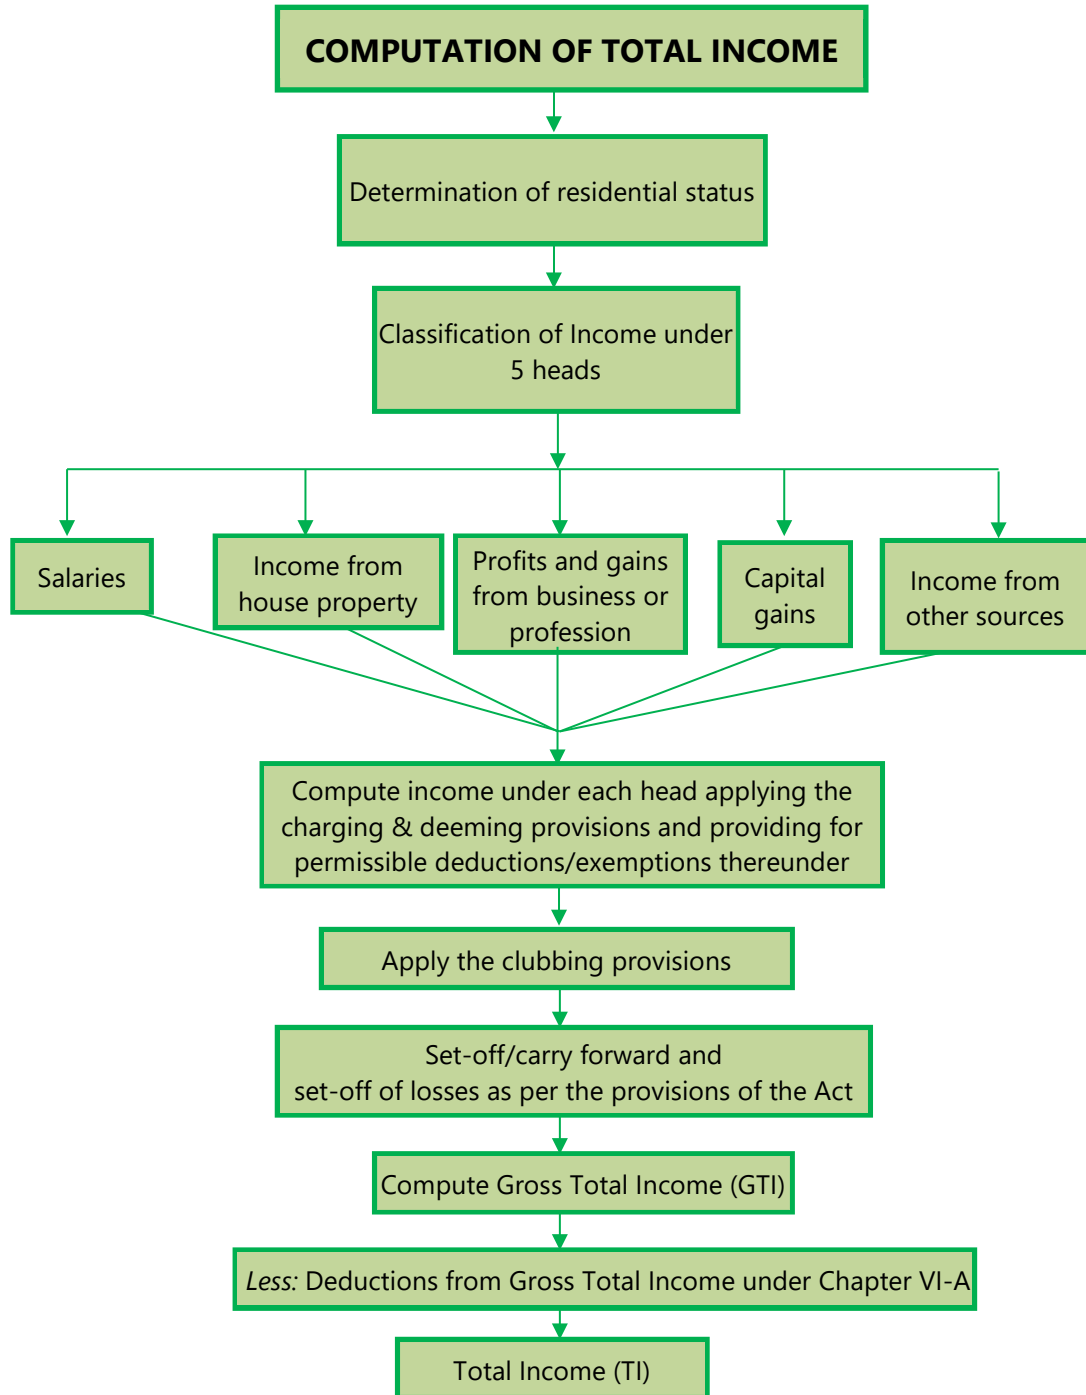 COMPUTATION OF TOTAL INCOME
Determination of residential status
Classification of Income under
5 heads
Salaries
Income from
house property
Profits and gains
from business or
profession
Capital
gains
Income from
other sources
Compute income under each head applying the
charging & deeming provisions and providing for
permissible deductions/exemptions thereunder
Apply the clubbing provisions
Set-off/carry forward and
set-off of losses as per the provisions of the Act
Compute Gross Total Income (GTI)
Less: Deductions from Gross Total Income under Chapter VI-A
Total Income (TI)